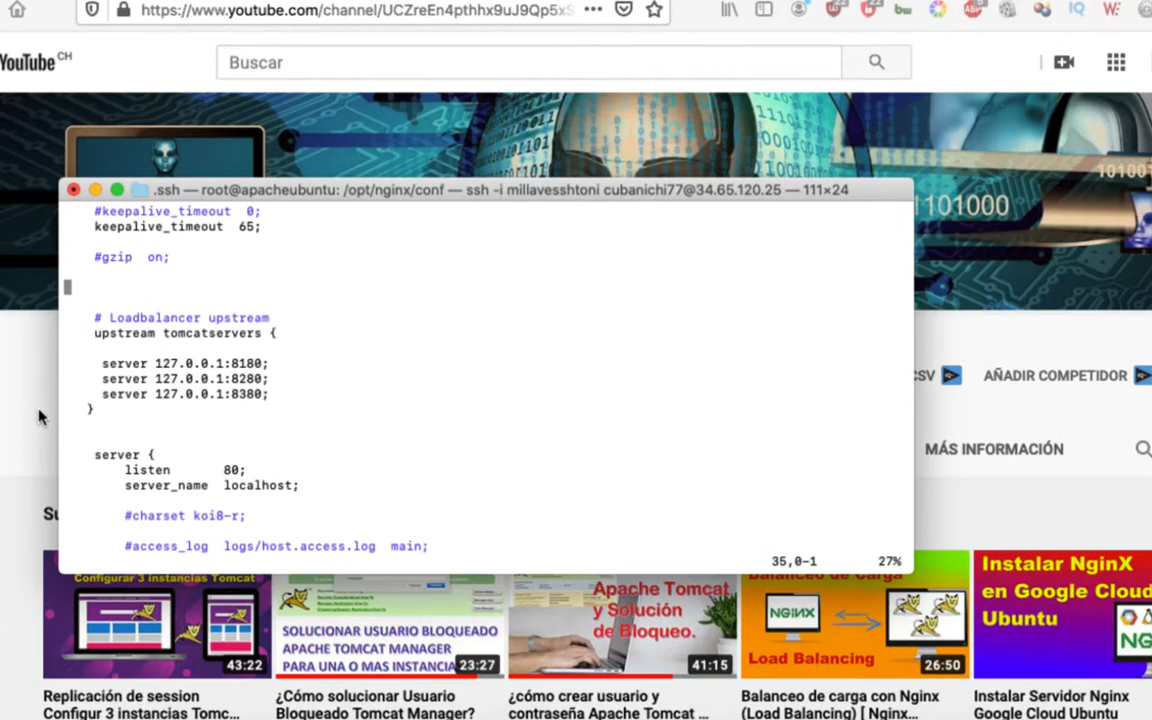 https://www.youtube.com/channel/UCZreEn4pthhx9uJ9Qp5xS
YouTube CH
Buscar
.ssh — root@apacheubuntu: /opt/nginx/conf — ssh -i millavesshtoni cubanichi77@34.65.120.25 — 111×24
#keepalive_timeout 0;
keepalive_timeout 65;
#gzip on;
# Loadbalancer upstream
upstream tomcatservers {
server 127.0.0.1:8180;
server 127.0.0.1:8280;
server 127.0.0.1:8380;
}
server {
listen 80;
server_name localhost;
#charset koi8-r;
#access_log logs/host.access.log main;
35,0-1 27%
CSV
AÑADIR COMPETIDOR
MÁS INFORMACIÓN
Su
Configurar 3 instancias Tomcat
43:22
SOLUCIONAR USUARIO BLOQUEADO
APACHE TOMCAT MANAGER
PARA UNA O MAS INSTANCIA
23:27
Apache Tomcat
y Solución
de Bloqueo.
41:15
Balanceo de Carga
NGINX
Load Balancing
26:50
Instalar NginX
en Google Cloud
Ubuntu
NG
Replicación de session
Configur 3 instancias Tomc...
¿Cómo solucionar Usuario
Bloqueado Tomcat Manager?
¿cómo crear usuario y
contraseña Apache Tomcat ...
Balanceo de carga con Nginx
(Load Balancing) [ Nginx...
Instalar Servidor Nginx
Google Cloud Ubuntu